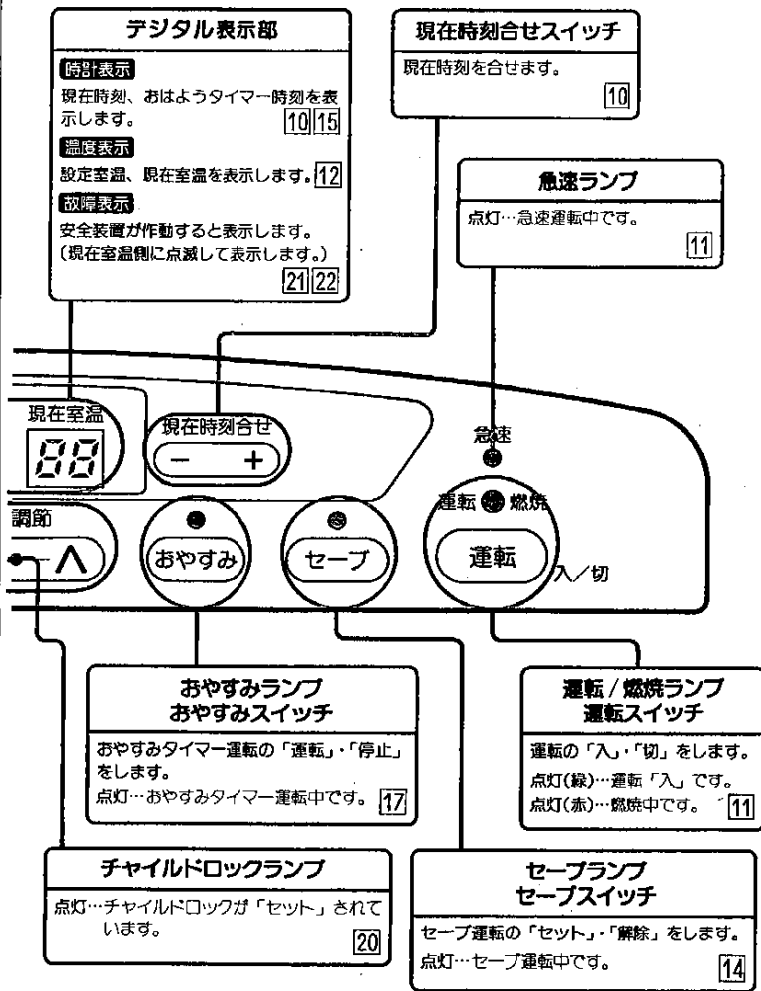 デジタル表示部
時計表示
現在時刻、おはようタイマー時刻を表
示します。 10 15
温度表示
設定室温、現在室温を表示します。 12
故障表示
安全装置が作動すると表示します。
(現在室温側に点滅して表示します。)
21 22
現在時刻合せスイッチ
現在時刻を合せます。
10
急速ランプ
点灯…急速運転中です。
11
現在室温
88
現在時刻合せ
− +
急速
運転 燃焼
調節
おやすみ
セーブ
運転
入/切
おやすみランプ
おやすみスイッチ
おやすみタイマー運転の「運転」・「停止」
をします。
点灯…おやすみタイマー運転中です。 17
運転/燃焼ランプ
運転スイッチ
運転の「入」・「切」をします。
点灯(緑)…運転「入」です。
点灯(赤)…燃焼中です。 11
チャイルドロックランプ
点灯…チャイルドロックが「セット」されて
います。
20
セーブランプ
セーブスイッチ
セーブ運転の「セット」・「解除」をします。
点灯…セーブ運転中です。 14